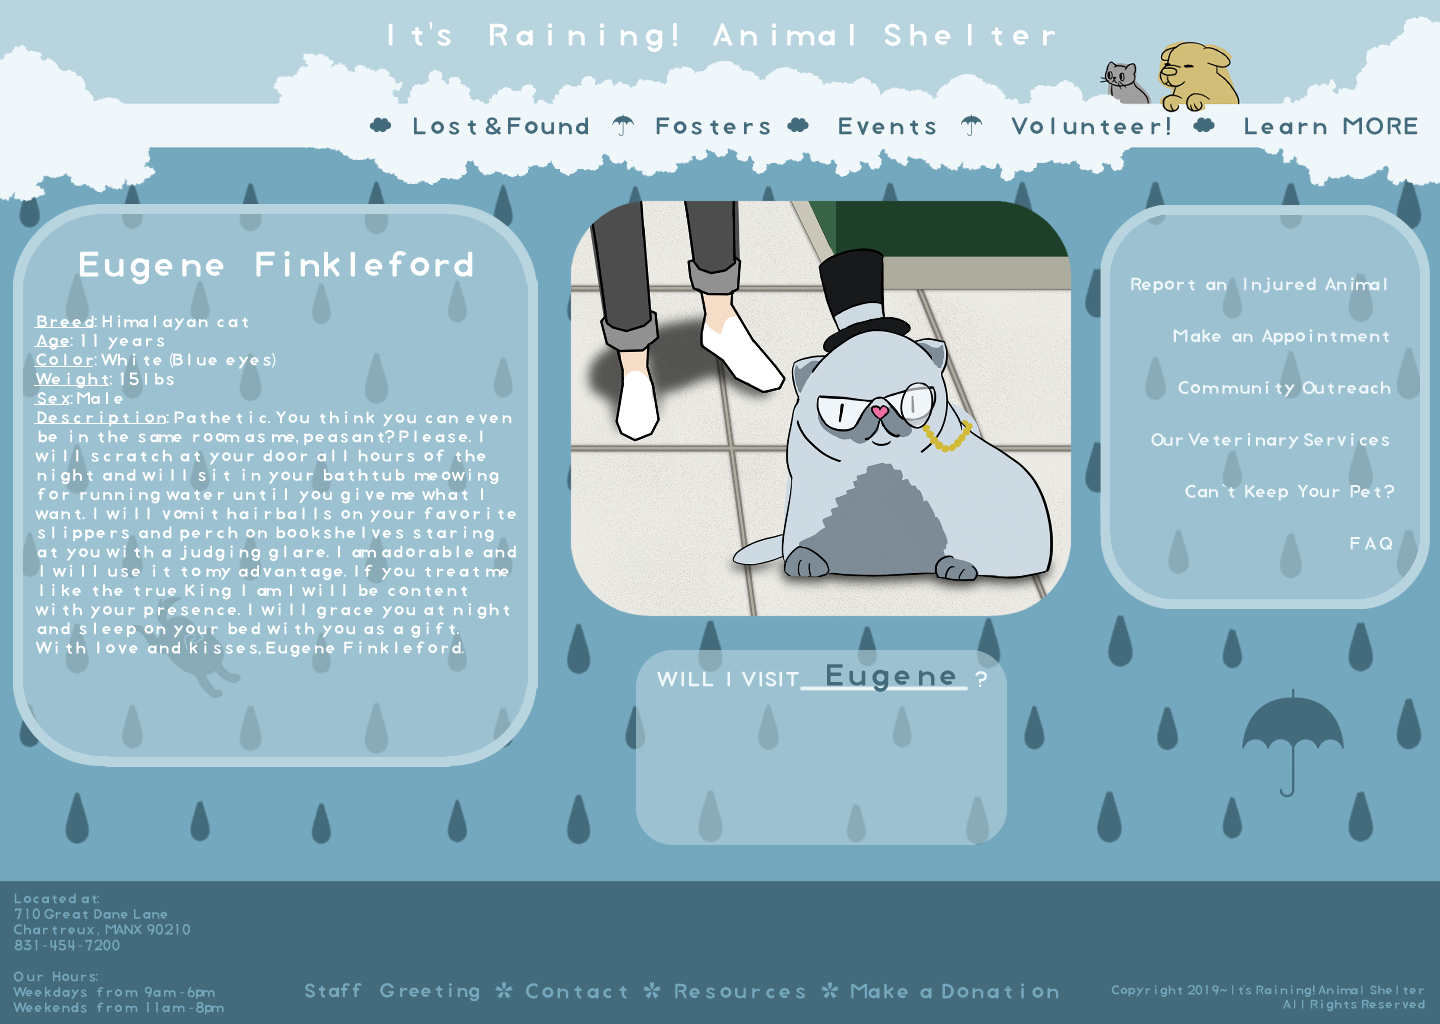 It's Raining! Animal Shelter
Lost&Found Fosters Events Volunteer! Learn MORE
Eugene Finkleford
Breed: Himalayan cat
Age: 11 years
Color: White (Blue eyes)
Weight: 15lbs
Sex: Male
Description: Pathetic. You think you can even
be in the same room as me, peasant? Please. I
will scratch at your door all hours of the
night and will sit in your bathtub meowing
for running water until you give me what I
want. I will vomit hairballs on your favorite
slippers and perch on bookshelves staring
at you with a judging glare. I am adorable and
I will use it to my advantage. If you treat me
like the true King I am I will be content
with your presence. I will grace you at night
and sleep on your bed with you as a gift.
With love and kisses, Eugene Finkleford.
Report an Injured Animal
Make an Appointment
Community Outreach
Our Veterinary Services
Can`t Keep Your Pet?
FAQ
WILL I VISIT Eugene ?
Located at:
710 Great Dane Lane
Chartreux, MANX 90210
831-454-7200
Our Hours:
Weekdays from 9am-6pm
Weekends from 11am-8pm
Staff Greeting ✲ Contact ✲ Resources ✲ Make a Donation
Copyright 2019~It's Raining! Animal Shelter
All Rights Reserved